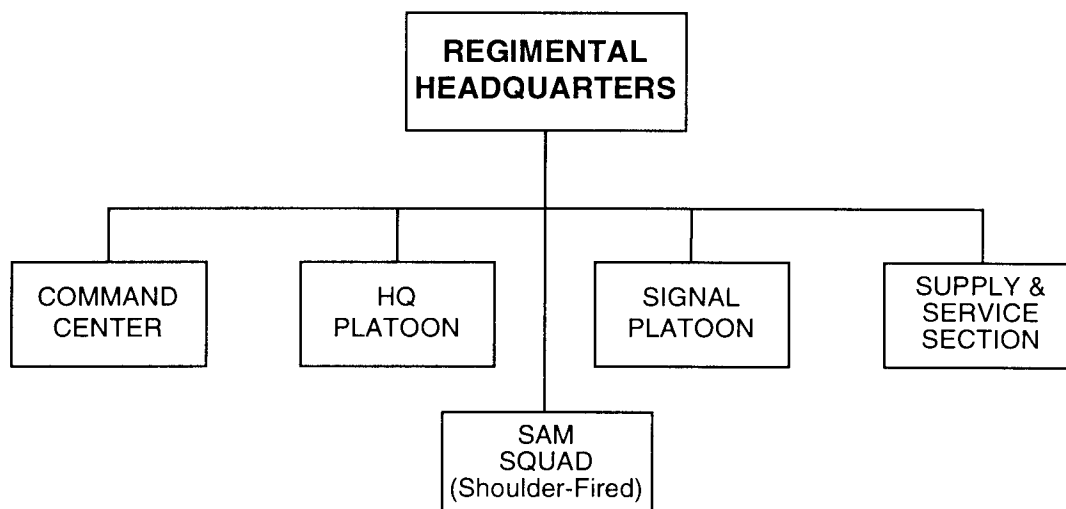 REGIMENTAL
HEADQUARTERS
COMMAND
CENTER
HQ
PLATOON
SIGNAL
PLATOON
SUPPLY &
SERVICE
SECTION
SAM
SQUAD
(Shoulder-Fired)